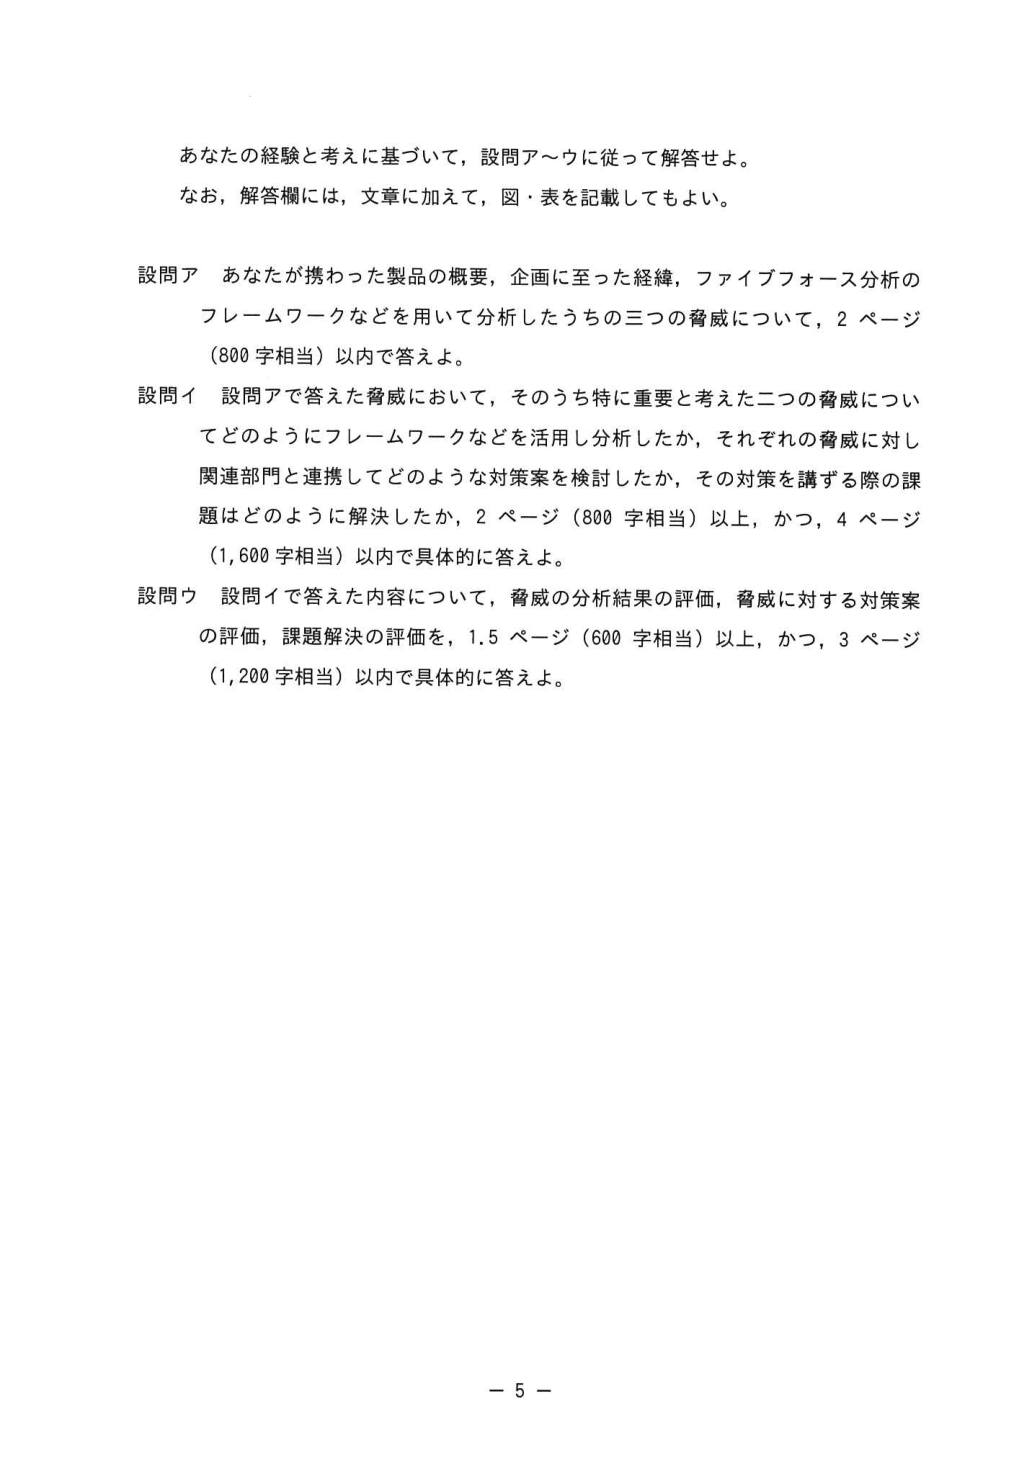 あなたの経験と考えに基づいて，設問ア～ウに従って解答せよ。
なお，解答欄には，文章に加えて，図・表を記載してもよい。
設問ア　あなたが携わった製品の概要，企画に至った経緯，ファイブフォース分析の
フレームワークなどを用いて分析したうちの三つの脅威について，2 ページ
（800 字相当）以内で答えよ。
設問イ　設問アで答えた脅威において，そのうち特に重要と考えた二つの脅威につい
てどのようにフレームワークなどを活用し分析したか，それぞれの脅威に対し
関連部門と連携してどのような対策案を検討したか，その対策を講ずる際の課
題はどのように解決したか，2 ページ（800 字相当）以上，かつ，4 ページ
（1,600 字相当）以内で具体的に答えよ。
設問ウ　設問イで答えた内容について，脅威の分析結果の評価，脅威に対する対策案
の評価，課題解決の評価を，1.5 ページ（600 字相当）以上，かつ，3 ページ
（1,200 字相当）以内で具体的に答えよ。
－ 5 －